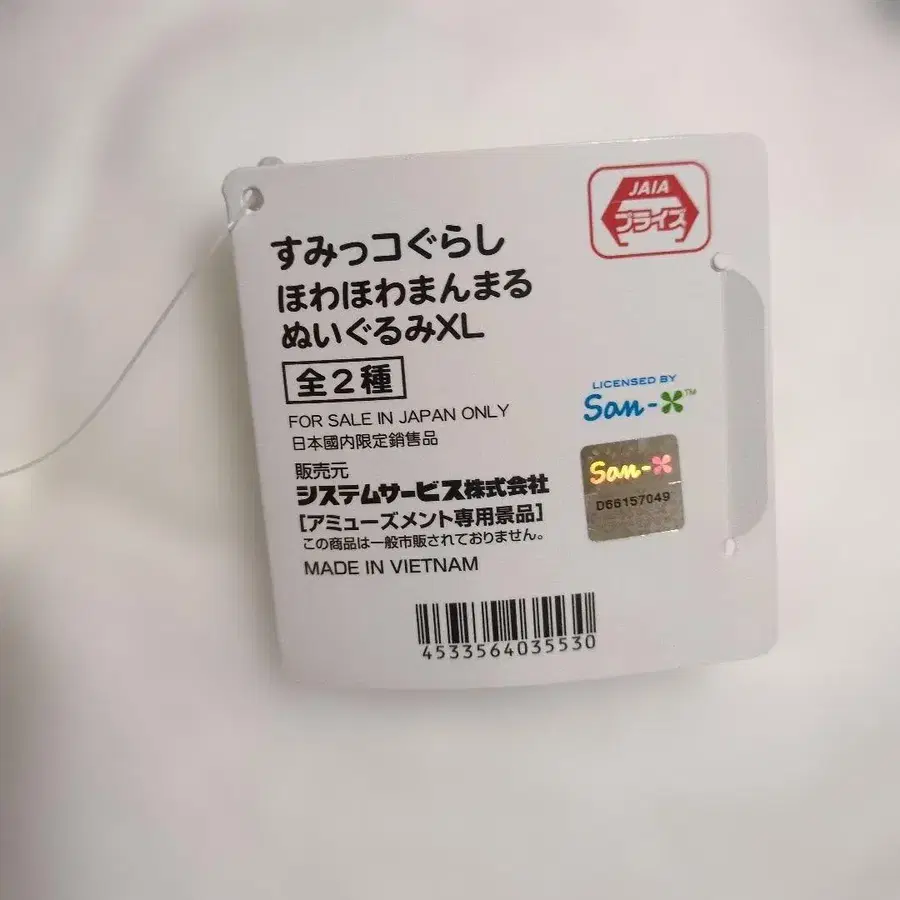 JAIA
プライズ
すみっコぐらし
ほわほわまんまる
ぬいぐるみXL
全2種
FOR SALE IN JAPAN ONLY
日本國内限定銷售品
販売元
システムサービス株式会社
[アミューズメント専用景品]
この商品は一般市販されておりません。
MADE IN VIETNAM
LICENSED BY
San-X™
San-X
D66157049
4533564035530